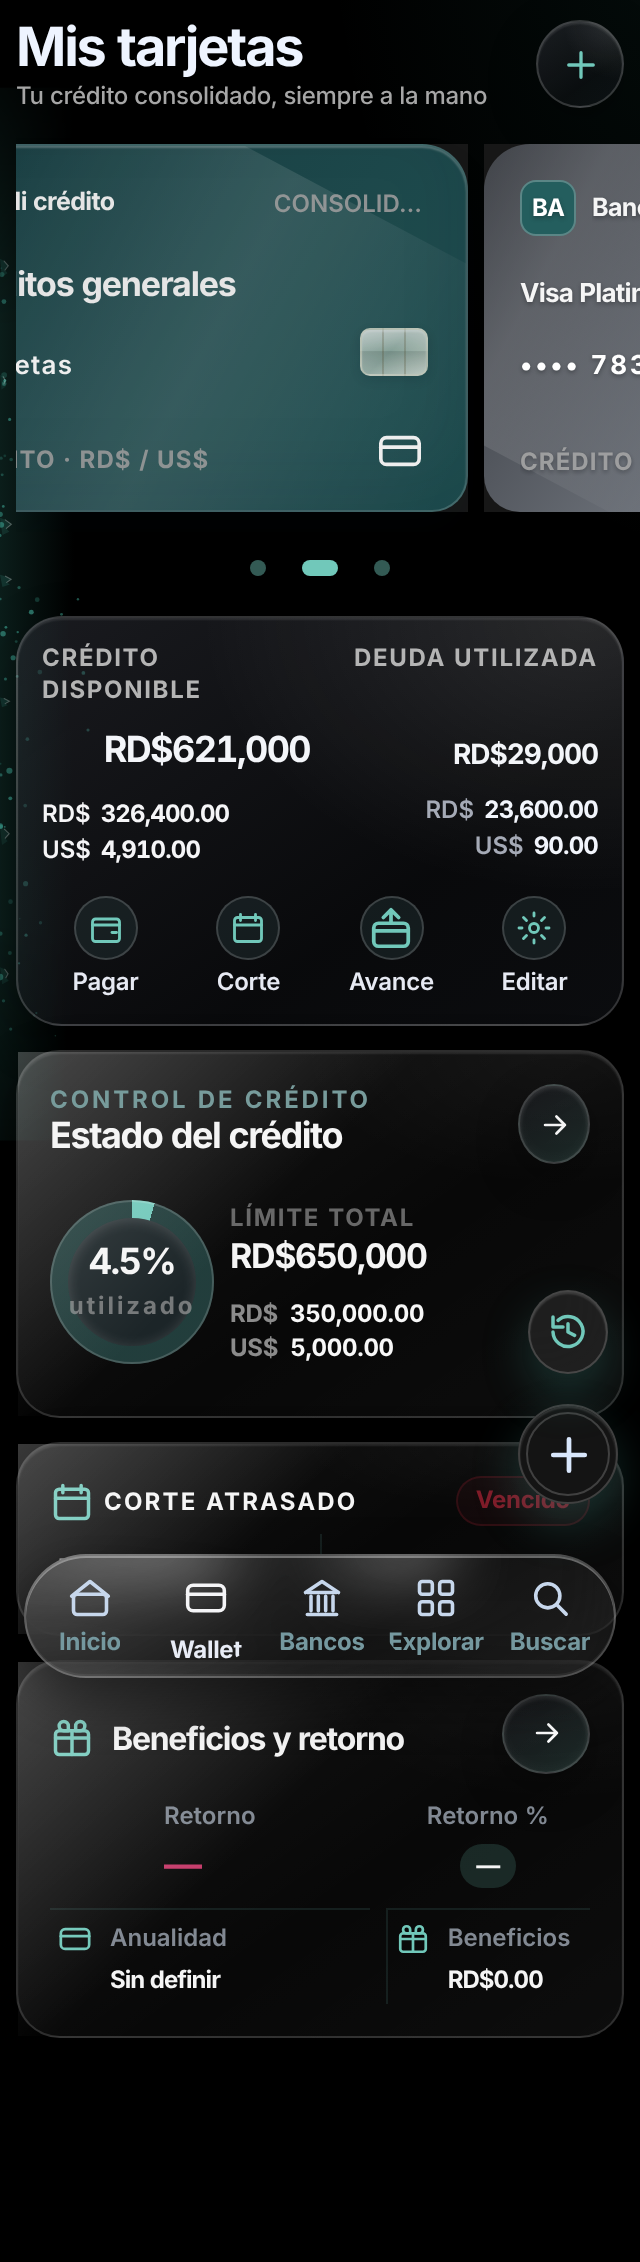 Mis tarjetas
Tu crédito consolidado, siempre a la mano
li crédito
CONSOLID...
BA
Banc
itos generales
Visa Platin
etas
•••• 783
ITO · RD$ / US$
CRÉDITO
CRÉDITO DISPONIBLE
DEUDA UTILIZADA
RD$621,000
RD$29,000
RD$ 326,400.00
RD$ 23,600.00
US$ 4,910.00
US$ 90.00
Pagar
Corte
Avance
Editar
CONTROL DE CRÉDITO
Estado del crédito
4.5%
utilizado
LÍMITE TOTAL
RD$650,000
RD$ 350,000.00
US$ 5,000.00
CORTE ATRASADO
Vencido
Inicio
Wallet
Bancos
Explorar
Buscar
Beneficios y retorno
Retorno
Retorno %
—
—
Anualidad
Sin definir
Beneficios
RD$0.00